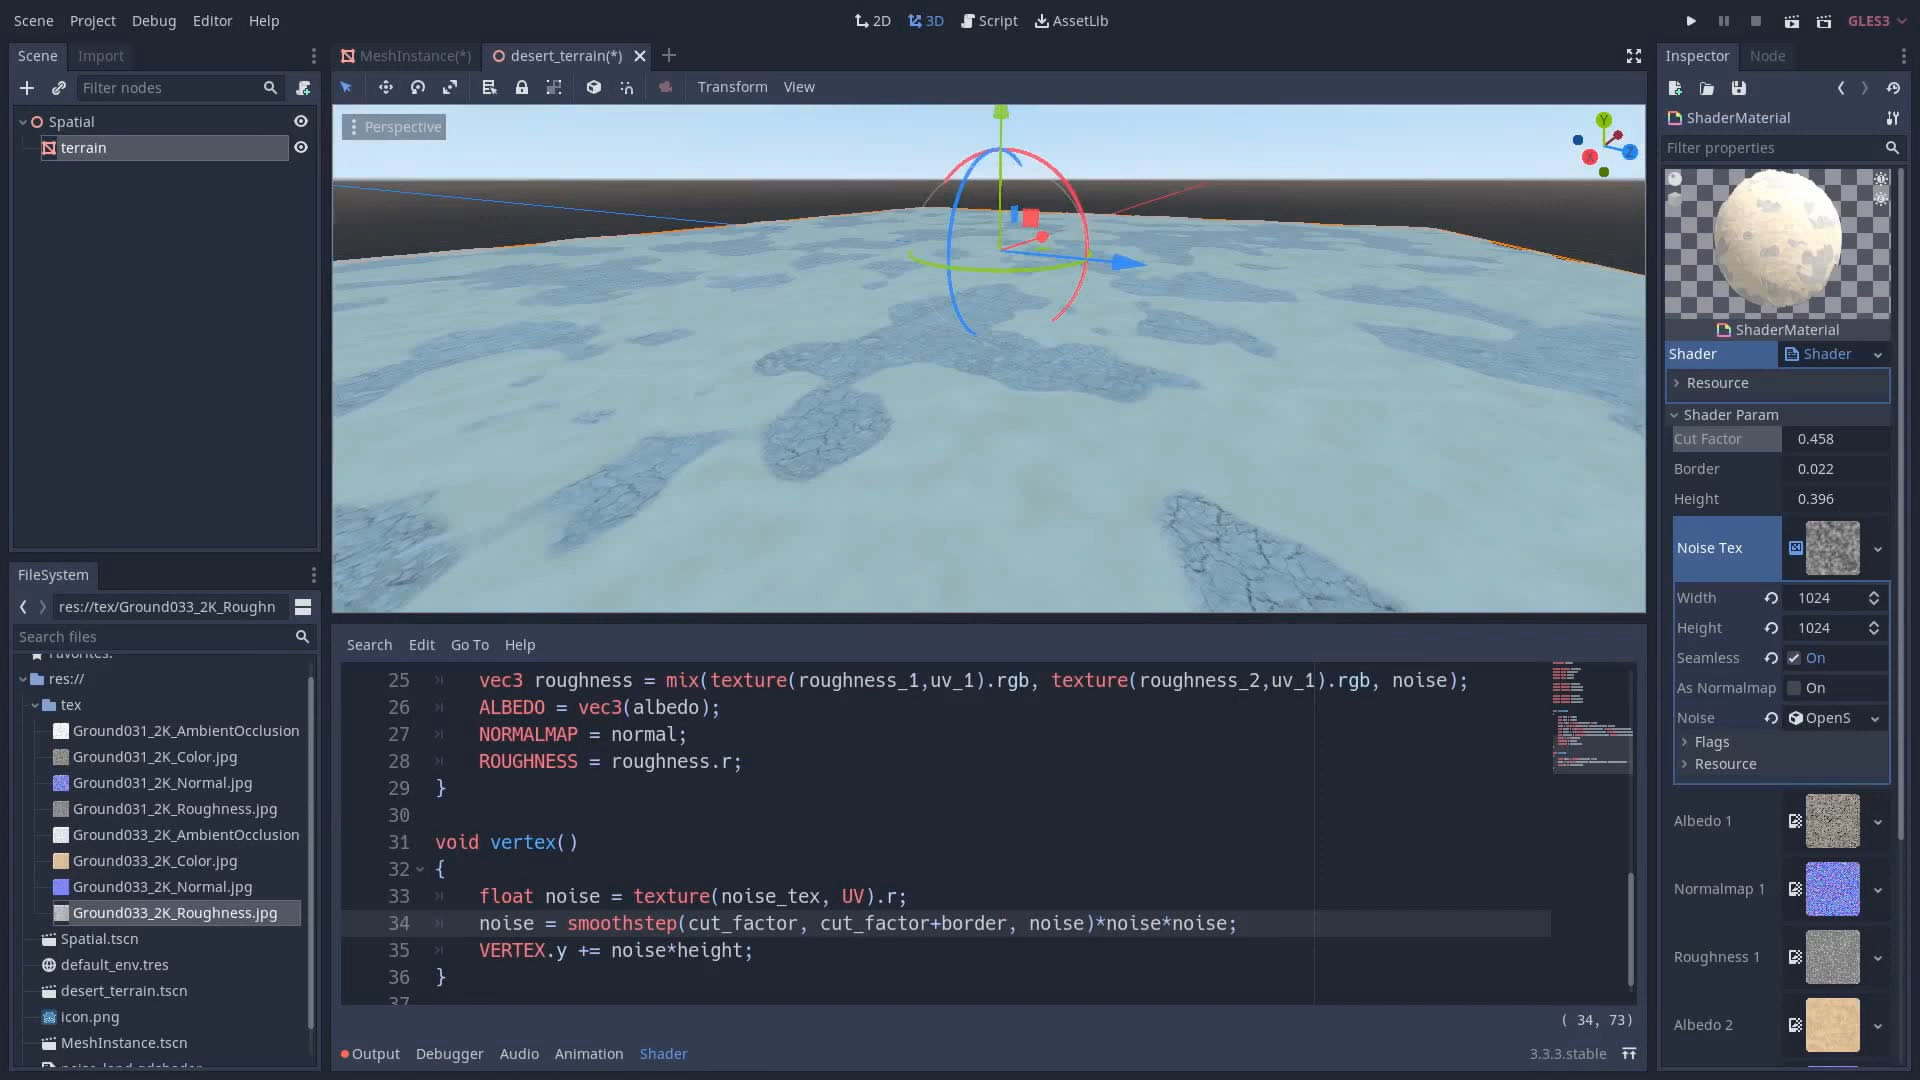 Scene Project Debug Editor Help
2D 3D Script AssetLib
GLES3
Scene Import
Filter nodes
Spatial
terrain
FileSystem
res://tex/Ground033_2K_Roughn
Search files
Favorites:
res://
tex
Ground031_2K_AmbientOcclusion
Ground031_2K_Color.jpg
Ground031_2K_Normal.jpg
Ground031_2K_Roughness.jpg
Ground033_2K_AmbientOcclusion
Ground033_2K_Color.jpg
Ground033_2K_Normal.jpg
Ground033_2K_Roughness.jpg
Spatial.tscn
default_env.tres
desert_terrain.tscn
icon.png
MeshInstance.tscn
MeshInstance(*) desert_terrain(*)
Transform View
Perspective
Y
X
Z
Search Edit Go To Help
25 vec3 roughness = mix(texture(roughness_1,uv_1).rgb, texture(roughness_2,uv_1).rgb, noise);
26 ALBEDO = vec3(albedo);
27 NORMALMAP = normal;
28 ROUGHNESS = roughness.r;
29 }
30
31 void vertex()
32 {
33 float noise = texture(noise_tex, UV).r;
34 noise = smoothstep(cut_factor, cut_factor+border, noise)*noise*noise;
35 VERTEX.y += noise*height;
36 }
37
( 34, 73)
Output Debugger Audio Animation Shader
3.3.3.stable
Inspector Node
ShaderMaterial
Filter properties
ShaderMaterial
Shader Shader
Resource
Shader Param
Cut Factor 0.458
Border 0.022
Height 0.396
Noise Tex
Width 1024
Height 1024
Seamless On
As Normalmap On
Noise OpenS
Flags
Resource
Albedo 1
Normalmap 1
Roughness 1
Albedo 2